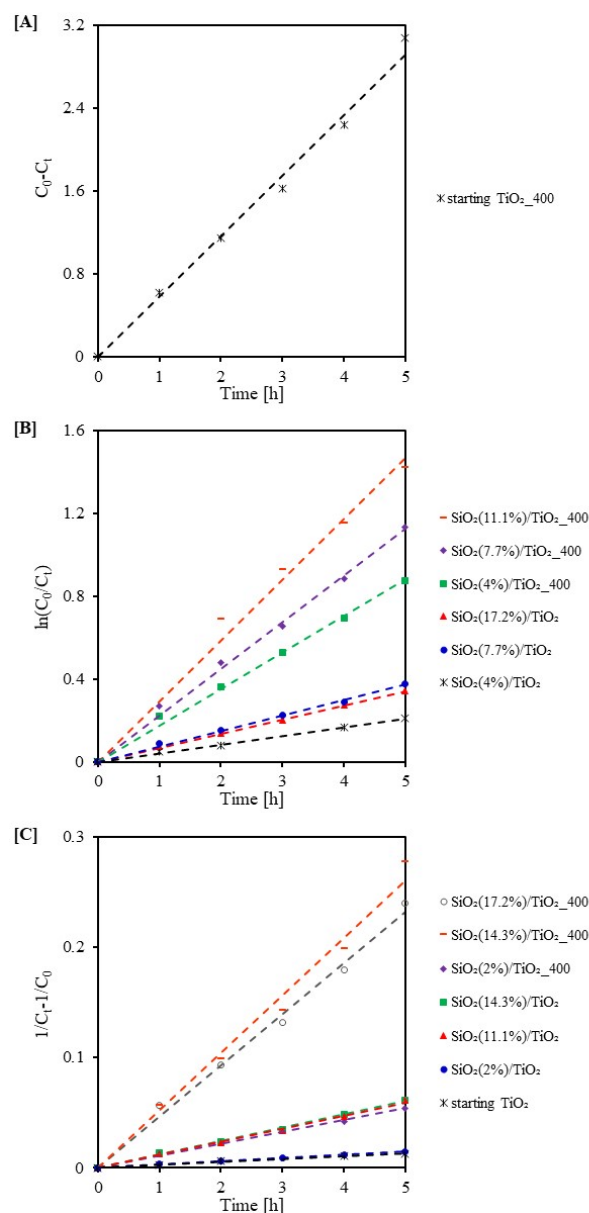 [A]
3.2
2.4
1.6
0.8
0
C₀-Cₜ
0 1 2 3 4 5
Time [h]
starting TiO₂_400
[B]
1.6
1.2
0.8
0.4
0
ln(C₀/Cₜ)
0 1 2 3 4 5
Time [h]
SiO₂(11.1%)/TiO₂_400
SiO₂(7.7%)/TiO₂_400
SiO₂(4%)/TiO₂_400
SiO₂(17.2%)/TiO₂
SiO₂(7.7%)/TiO₂
SiO₂(4%)/TiO₂
[C]
0.3
0.2
0.1
0
1/Cₜ-1/C₀
0 1 2 3 4 5
Time [h]
SiO₂(17.2%)/TiO₂_400
SiO₂(14.3%)/TiO₂_400
SiO₂(2%)/TiO₂_400
SiO₂(14.3%)/TiO₂
SiO₂(11.1%)/TiO₂
SiO₂(2%)/TiO₂
starting TiO₂